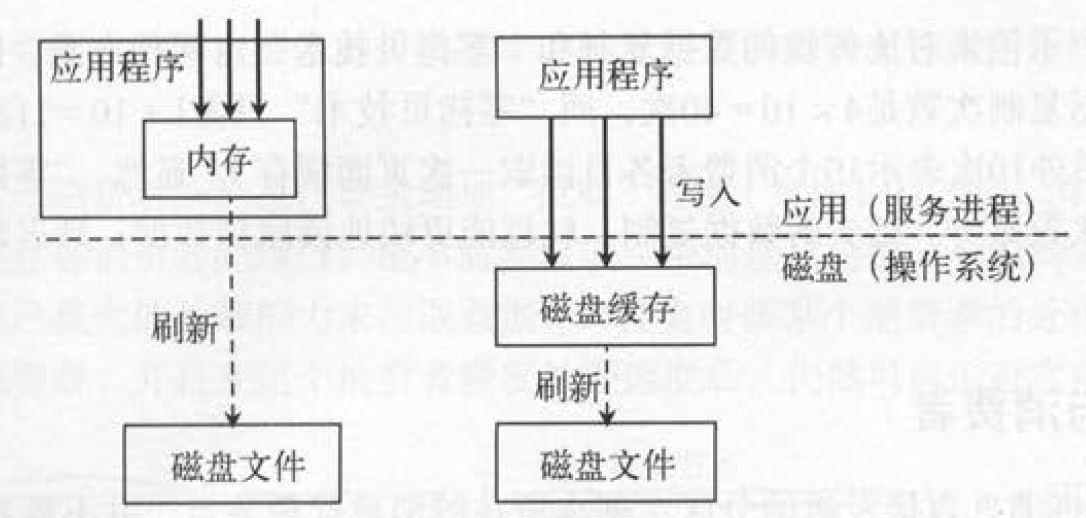 应用程序
应用程序
内存
写入
应用（服务进程）
磁盘（操作系统）
磁盘缓存
刷新
刷新
磁盘文件
磁盘文件